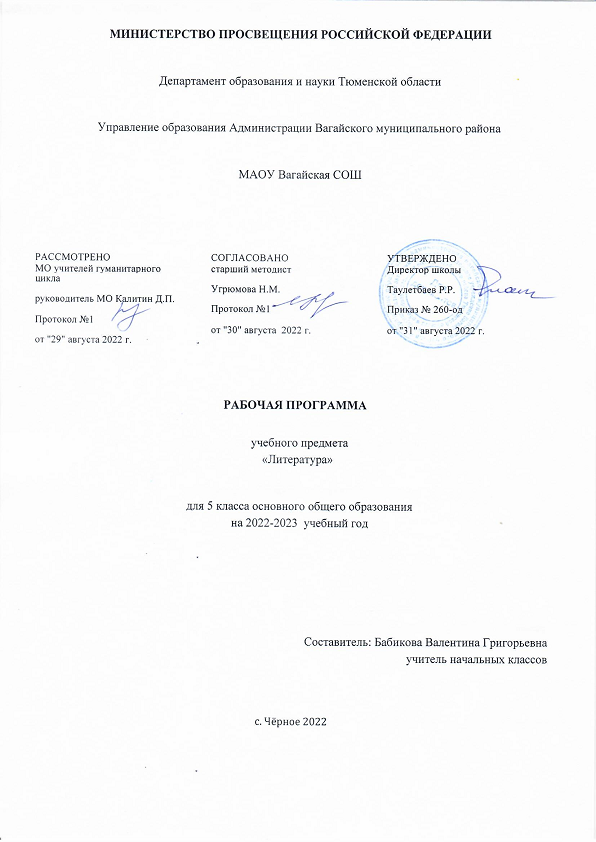 МИНИСТЕРСТВО ПРОСВЕЩЕНИЯ РОССИЙСКОЙ ФЕДЕРАЦИИ
Департамент образования и науки Тюменской области
Управление образования Администрации Вагайского муниципального района
МАОУ Вагайская СОШ
РАССМОТРЕНО
МО учителей гуманитарного
цикла
руководитель МО Калитин Д.П.
Протокол №1
от "29" августа 2022 г.
СОГЛАСОВАНО
старший методист
Угрюмова Н.М.
Протокол №1
от "30" августа 2022 г.
УТВЕРЖДЕНО
Директор школы
Таулетбаев Р.Р.
Приказ № 260-од
от "31" августа 2022 г.
РАБОЧАЯ ПРОГРАММА
учебного предмета
«Литература»
для 5 класса основного общего образования
на 2022-2023 учебный год
Составитель: Бабикова Валентина Григорьевна
учитель начальных классов
с. Чёрное 2022